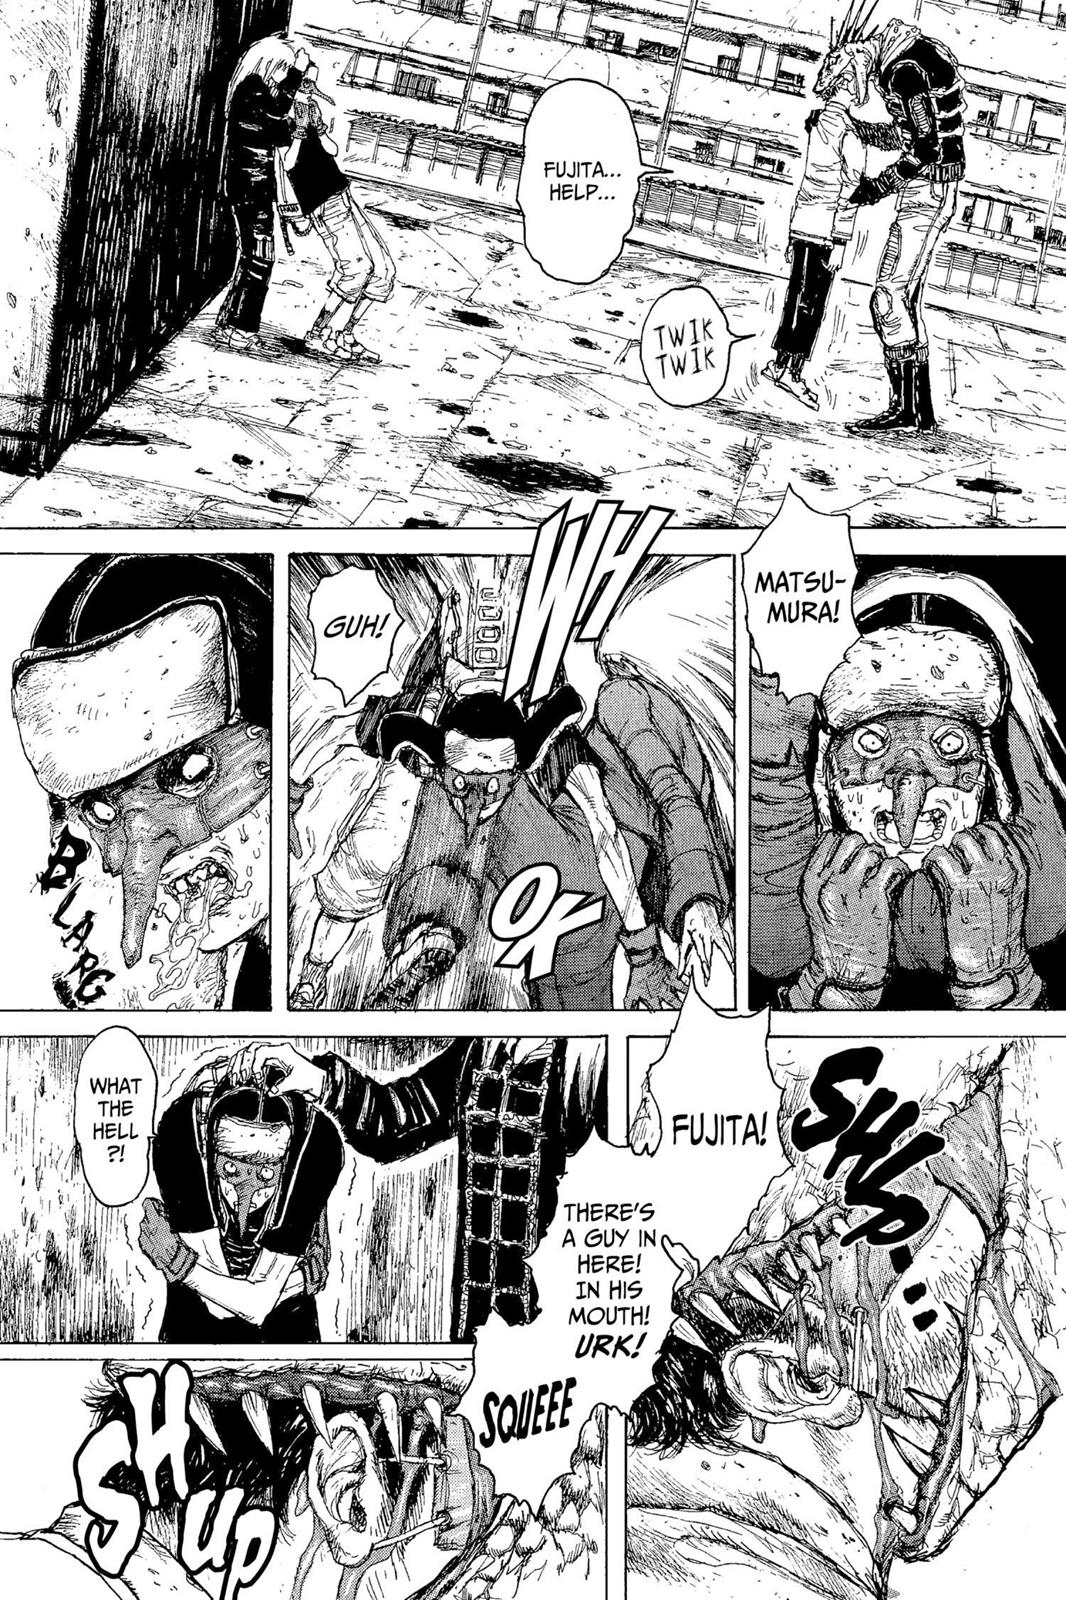 FUJITA...
HELP...
TWIK
TWIK
MATSU-
MURA!
WH
OK
GUH!
BLARG
FUJITA!
THERE'S
A GUY IN
HERE!
IN HIS
MOUTH!
URK!
SHLP
WHAT
THE
HELL
?!
SQUEEE
SH
UP